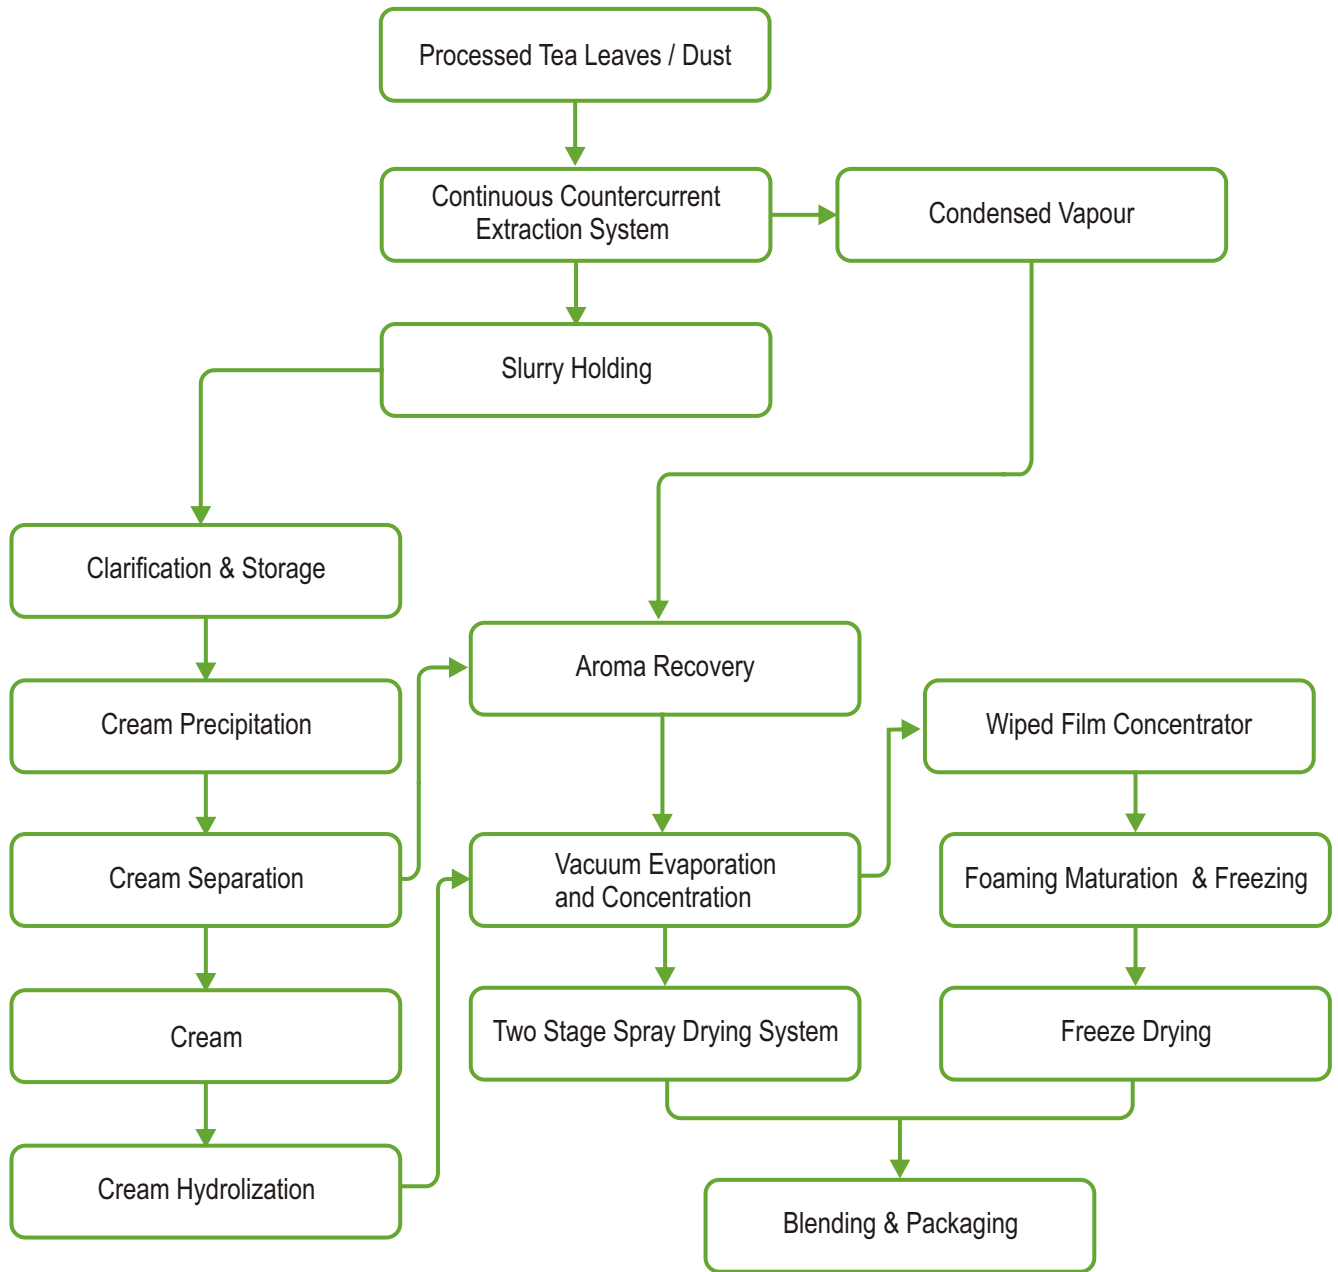 Processed Tea Leaves / Dust
Continuous Countercurrent
Extraction System
Condensed Vapour
Slurry Holding
Clarification & Storage
Cream Precipitation
Cream Separation
Cream
Cream Hydrolization
Aroma Recovery
Vacuum Evaporation
and Concentration
Two Stage Spray Drying System
Wiped Film Concentrator
Foaming Maturation & Freezing
Freeze Drying
Blending & Packaging